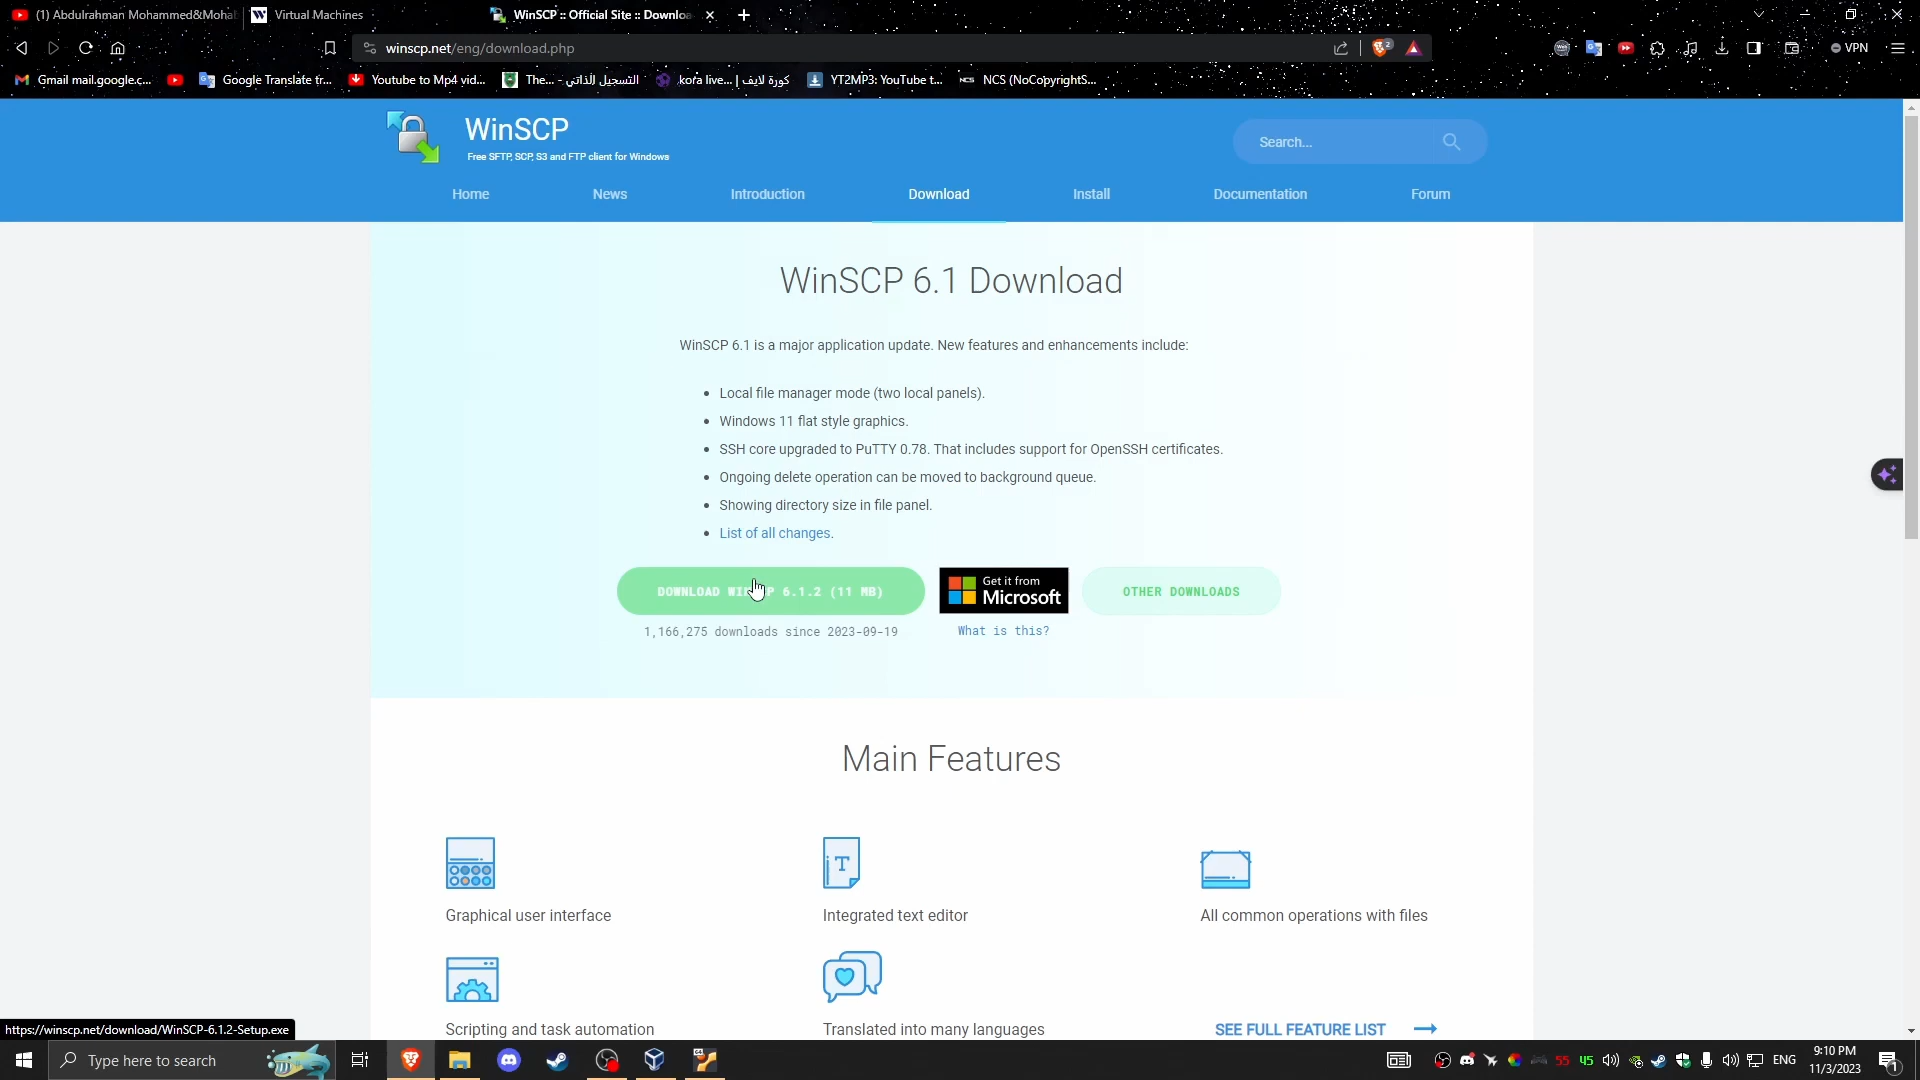 (1) Abdulrahman Mohammed&Mohab
Virtual Machines
WinSCP :: Official Site :: Downloa
winscp.net/eng/download.php
2
VPN
Gmail mail.google.c...
Google Translate tr...
Youtube to Mp4 vid...
The... - التسجيل الذاتي
كورة لايف | kora live...
YT2MP3: YouTube t...
NCS
NCS (NoCopyrightS...
WinSCP
Free SFTP, SCP, S3 and FTP client for Windows
Search...
Home
News
Introduction
Download
Install
Documentation
Forum
WinSCP 6.1 Download
WinSCP 6.1 is a major application update. New features and enhancements include:
Local file manager mode (two local panels).
Windows 11 flat style graphics.
SSH core upgraded to PuTTY 0.78. That includes support for OpenSSH certificates.
Ongoing delete operation can be moved to background queue.
Showing directory size in file panel.
List of all changes.
DOWNLOAD WI P 6.1.2 (11 MB)
Get it from
Microsoft
OTHER DOWNLOADS
1,166,275 downloads since 2023-09-19
What is this?
Main Features
T
Graphical user interface
Integrated text editor
All common operations with files
Scripting and task automation
Translated into many languages
SEE FULL FEATURE LIST
https://winscp.net/download/WinSCP-6.1.2-Setup.exe
Type here to search
55
45
ENG
9:10 PM
11/3/2023
1